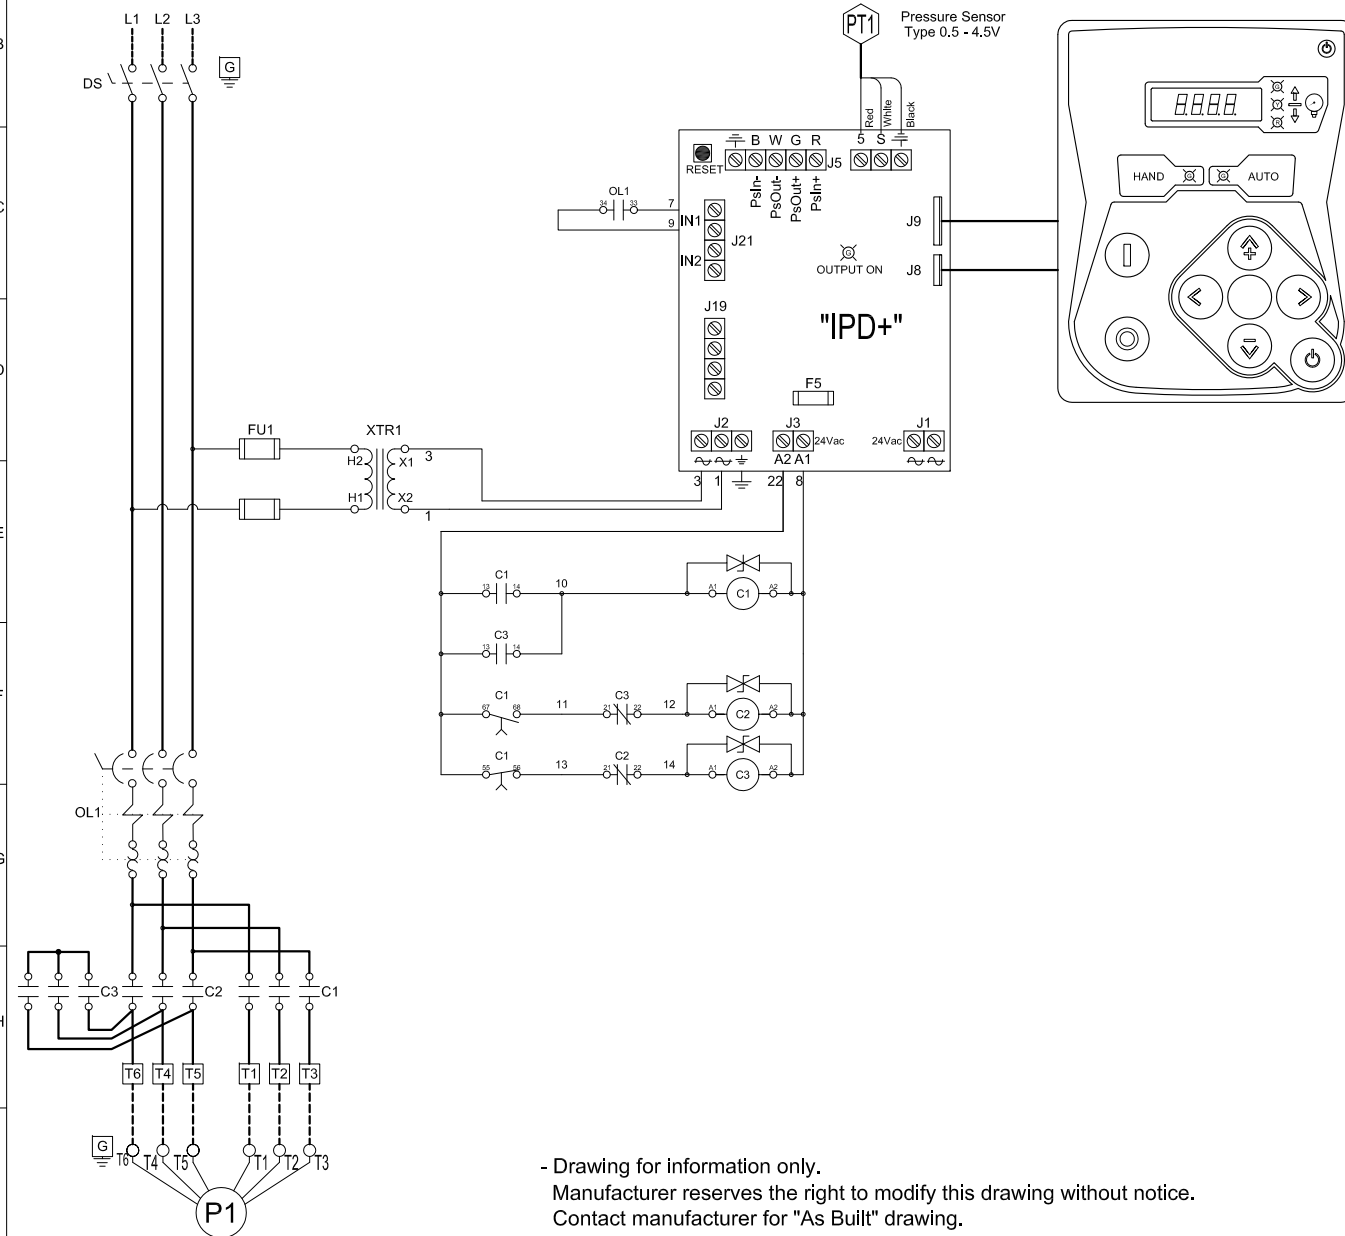 L1 L2 L3
DS
G
B
C
D
E
F
G
H
PT1
Pressure Sensor
Type 0.5 - 4.5V
Red
White
Black
RESET
B W G R
J5
5 S
PsIn-
PsOut-
PsOut+
PsIn+
OL1
34 33
7
9
IN1
IN2
J21
G
OUTPUT ON
J9
J8
J19
"IPD+"
F5
J2
J3
24Vac
A2 A1
24Vac
J1
3 1
22 8
8.8.8.8.
G
Y
R
HAND
G
G
AUTO
FU1
XTR1
H2
X1
3
H1
X2
1
C1
13 14
10
A1
C1
A2
C3
13 14
C1
67 68
11
C3
21 22
12
A1
C2
A2
C1
55 56
13
C2
21 22
14
A1
C3
A2
OL1
C3
C2
C1
T6 T4 T5 T1 T2 T3
G
T6 T4 T5 T1 T2 T3
P1
- Drawing for information only.
Manufacturer reserves the right to modify this drawing without notice.
Contact manufacturer for "As Built" drawing.